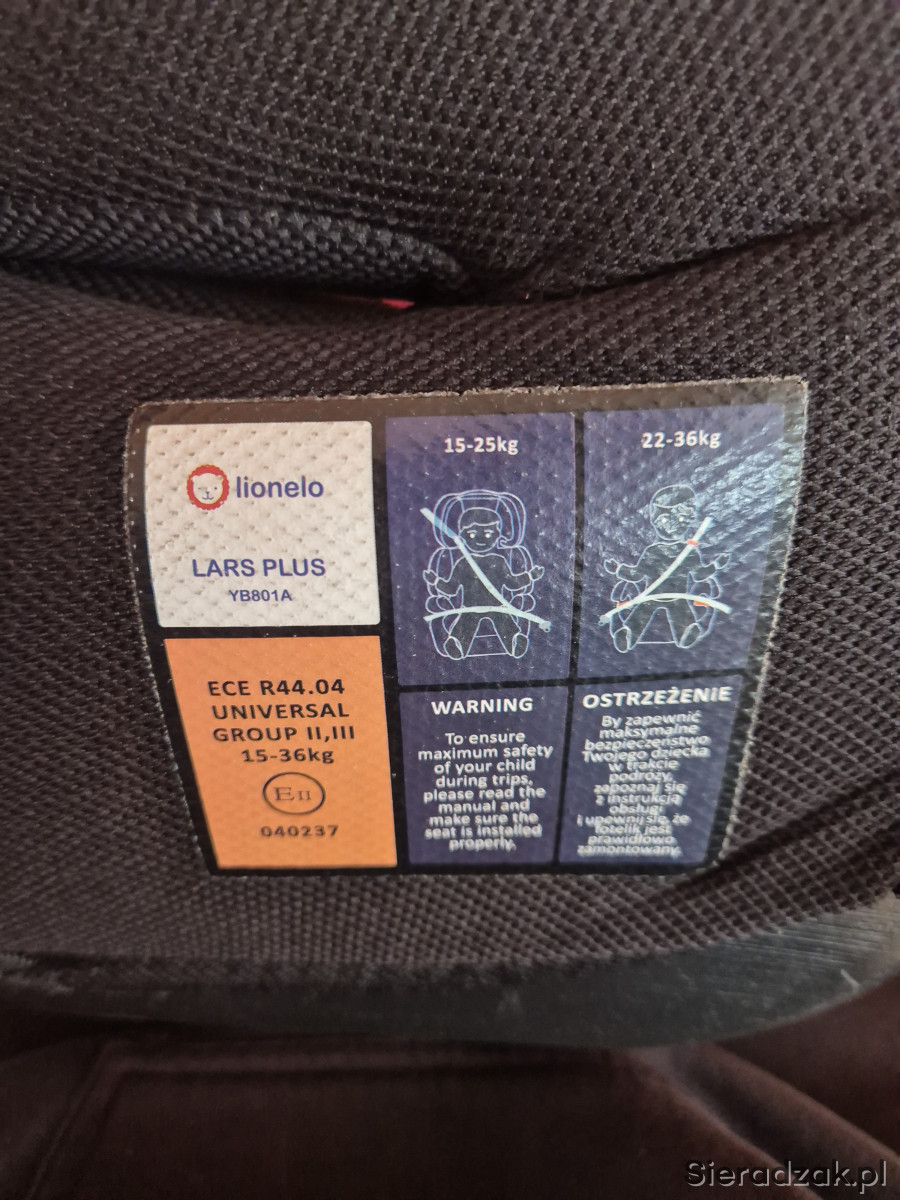 lionelo
LARS PLUS
YB801A
ECE R44.04
UNIVERSAL
GROUP II,III
15-36kg
E11
040237
15-25kg
22-36kg
WARNING
To ensure
maximum safety
of your child
during trips,
please read the
manual and
make sure the
seat is installed
properly.
OSTRZEŻENIE
By zapewnić
maksymalne
bezpieczeństwo
Twojego dziecka
w trakcie
podróży,
zapoznaj się
z instrukcją
obsługi
i upewnij się, że
fotelik jest
prawidłowo
zamontowany.
Sieradzak.pl